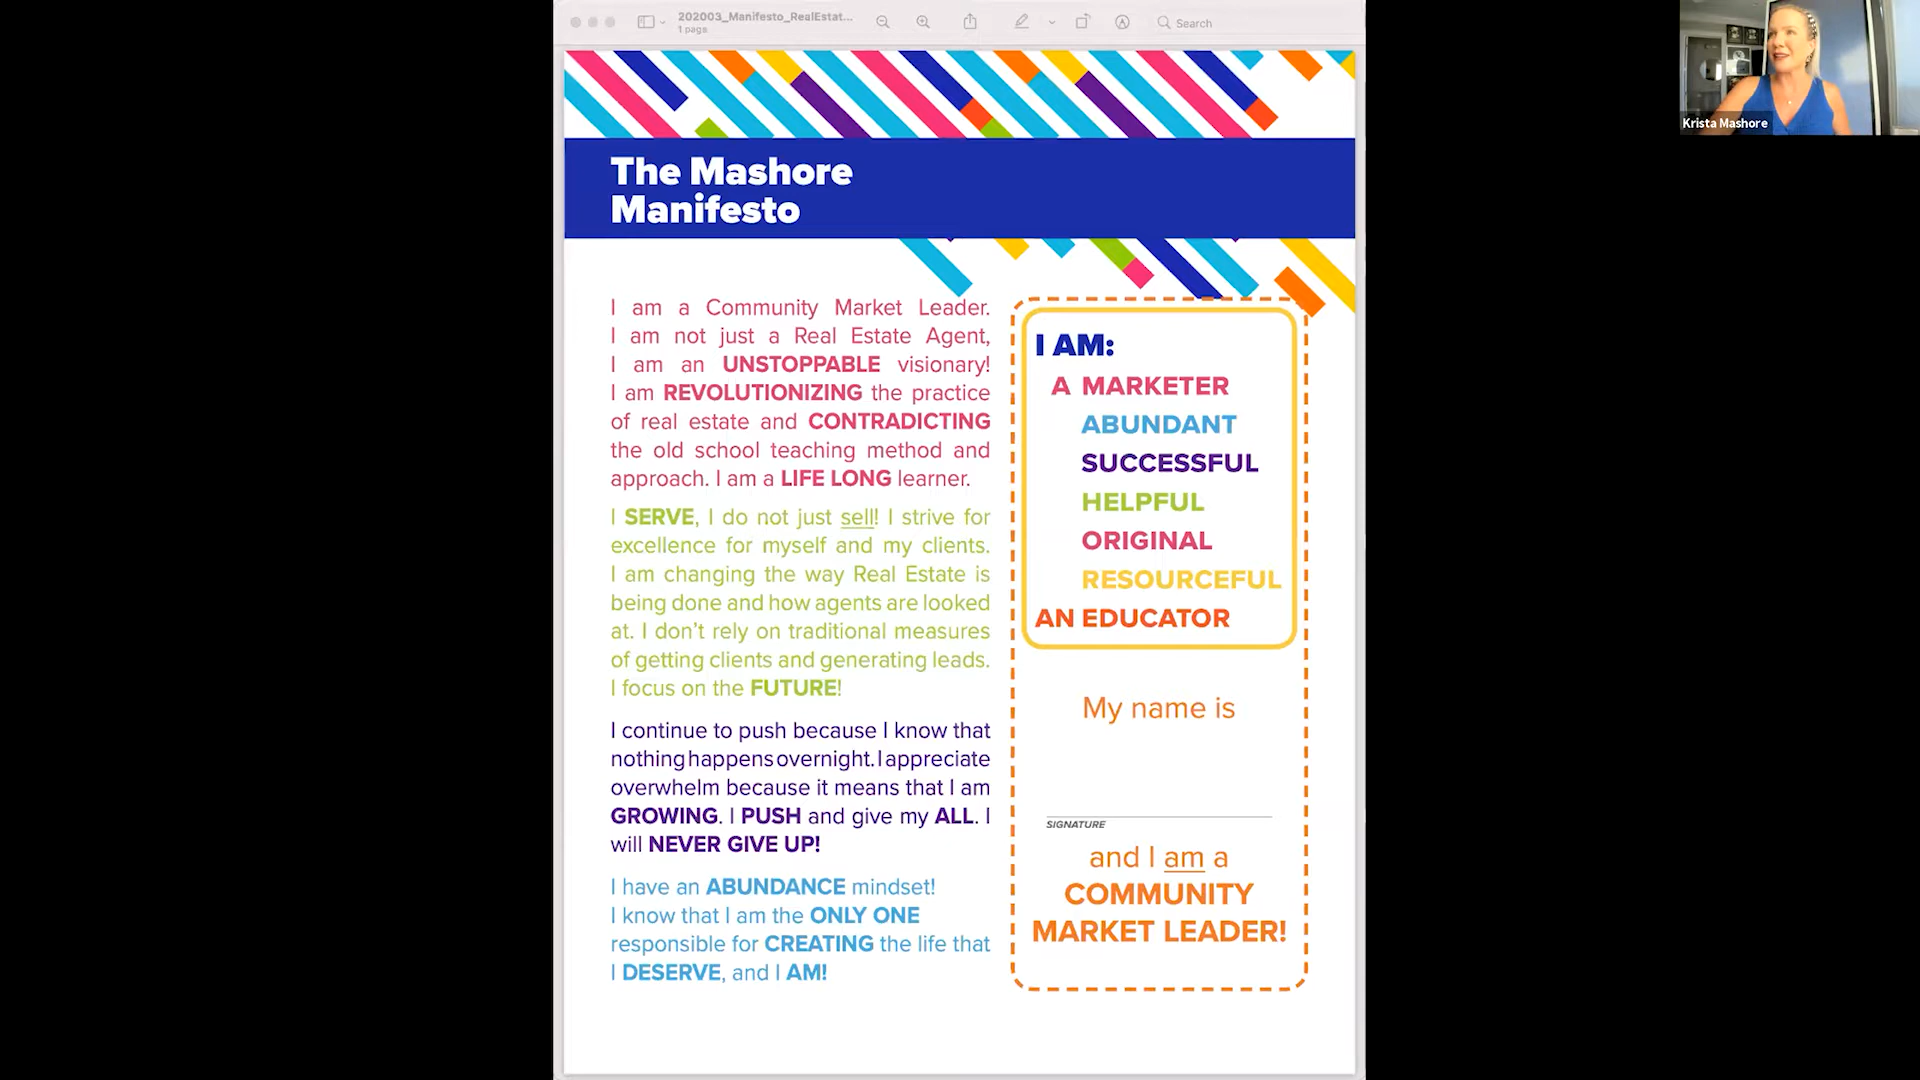 202003_Manifesto_RealEstat...
1 page
Search
Krista Mashore
The Mashore
Manifesto
I am a Community Market Leader.
I am not just a Real Estate Agent,
I am an UNSTOPPABLE visionary!
I am REVOLUTIONIZING the practice
of real estate and CONTRADICTING
the old school teaching method and
approach. I am a LIFE LONG learner.
I SERVE, I do not just sell! I strive for
excellence for myself and my clients.
I am changing the way Real Estate is
being done and how agents are looked
at. I don't rely on traditional measures
of getting clients and generating leads.
I focus on the FUTURE!
I continue to push because I know that
nothing happens overnight. I appreciate
overwhelm because it means that I am
GROWING. I PUSH and give my ALL. I
will NEVER GIVE UP!
I have an ABUNDANCE mindset!
I know that I am the ONLY ONE
responsible for CREATING the life that
I DESERVE, and I AM!
I AM:
A MARKETER
ABUNDANT
SUCCESSFUL
HELPFUL
ORIGINAL
RESOURCEFUL
AN EDUCATOR
My name is
SIGNATURE
and I am a
COMMUNITY
MARKET LEADER!